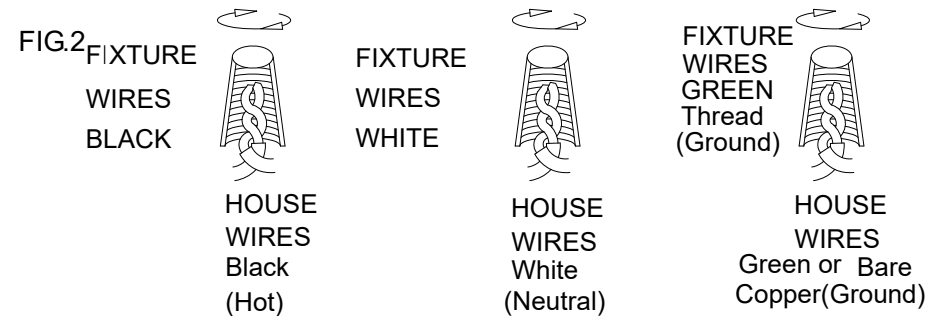 FIG.2
FIXTURE
WIRES
BLACK
HOUSE
WIRES
Black
(Hot)
FIXTURE
WIRES
WHITE
HOUSE
WIRES
White
(Neutral)
FIXTURE
WIRES
GREEN
Thread
(Ground)
HOUSE
WIRES
Green or Bare
Copper(Ground)